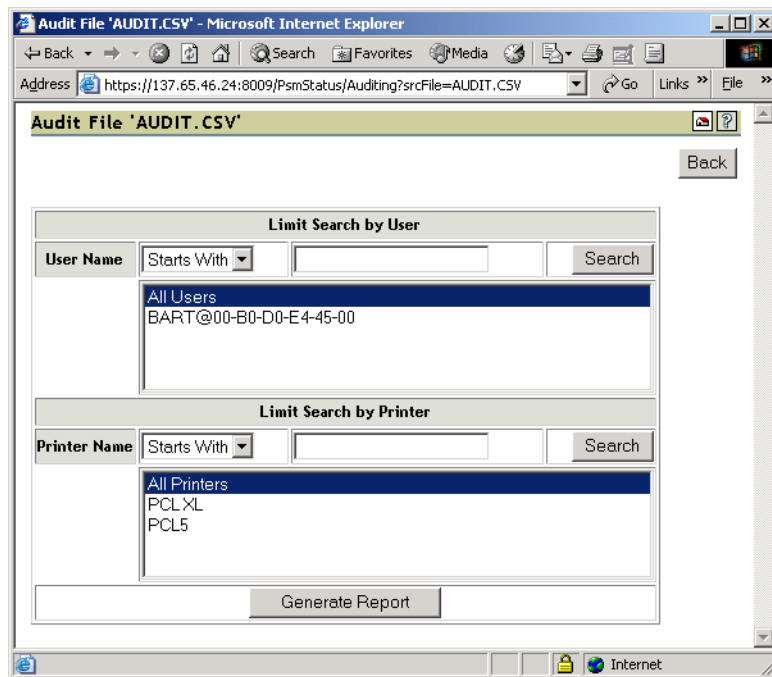 Audit File 'AUDIT.CSV' - Microsoft Internet Explorer
Back Search Favorites Media
Address https://137.65.46.24:8009/PsmStatus/Auditing?srcFile=AUDIT.CSV Go Links » File »
Audit File 'AUDIT.CSV' ?
Back
Limit Search by User
User Name Starts With Search
All Users
BART@00-B0-D0-E4-45-00
Limit Search by Printer
Printer Name Starts With Search
All Printers
PCL XL
PCL5
Generate Report
Internet